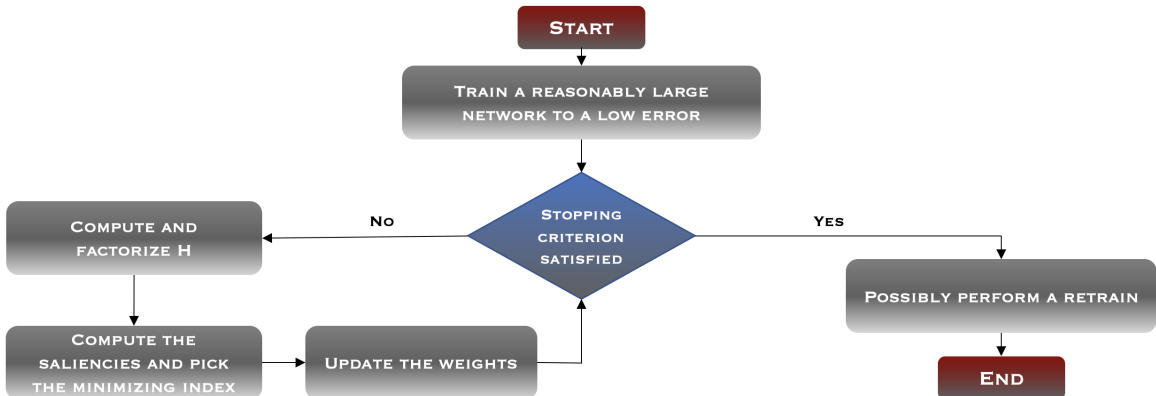 START
TRAIN A REASONABLY LARGE
NETWORK TO A LOW ERROR
STOPPING
CRITERION
SATISFIED
NO
YES
COMPUTE AND
FACTORIZE H
COMPUTE THE
SALIENCIES AND PICK
THE MINIMIZING INDEX
UPDATE THE WEIGHTS
POSSIBLY PERFORM A RETRAIN
END